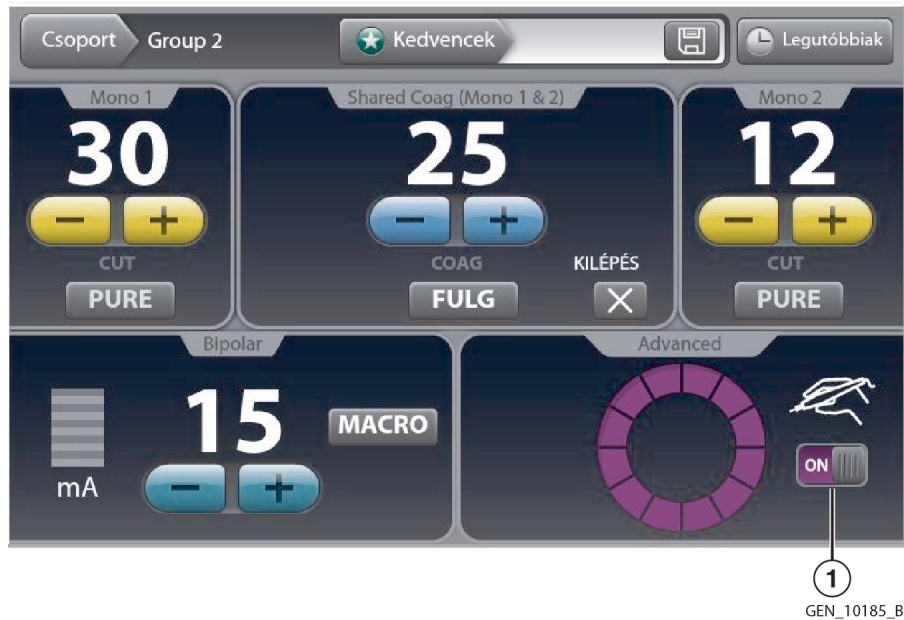 Csoport Group 2 Kedvencek Legutóbbiak
Mono 1
30
− +
CUT
PURE
Shared Coag (Mono 1 & 2)
25
− +
COAG
FULG
KILÉPÉS
Mono 2
12
− +
CUT
PURE
Bipolar
15
MACRO
mA
− +
Advanced
ON
1
GEN_10185_B